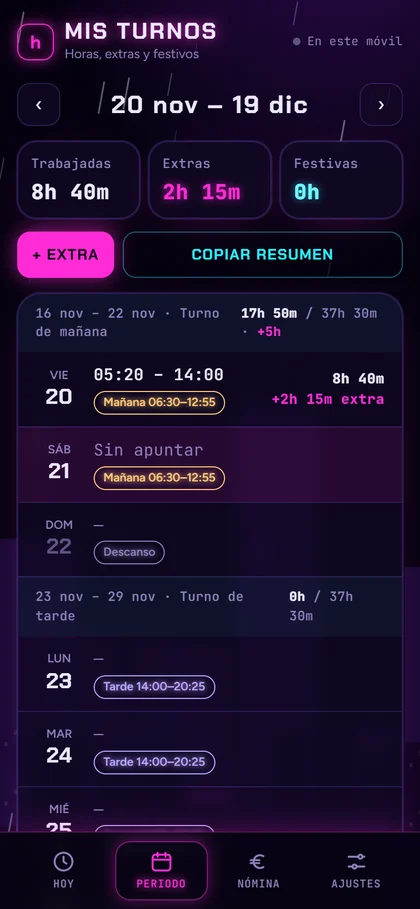 h
MIS TURNOS
Horas, extras y festivos
En este móvil
‹
20 nov – 19 dic
›
Trabajadas
8h 40m
Extras
2h 15m
Festivas
0h
+ EXTRA
COPIAR RESUMEN
16 nov – 22 nov · Turno
de mañana
17h 50m / 37h 30m
· +5h
VIE
20
05:20 – 14:00
Mañana 06:30–12:55
8h 40m
+2h 15m extra
SÁB
21
Sin apuntar
Mañana 06:30–12:55
DOM
22
—
Descanso
23 nov – 29 nov · Turno de
tarde
0h / 37h
30m
LUN
23
—
Tarde 14:00–20:25
MAR
24
—
Tarde 14:00–20:25
MIÉ
25
—
HOY
PERIODO
€
NÓMINA
AJUSTES